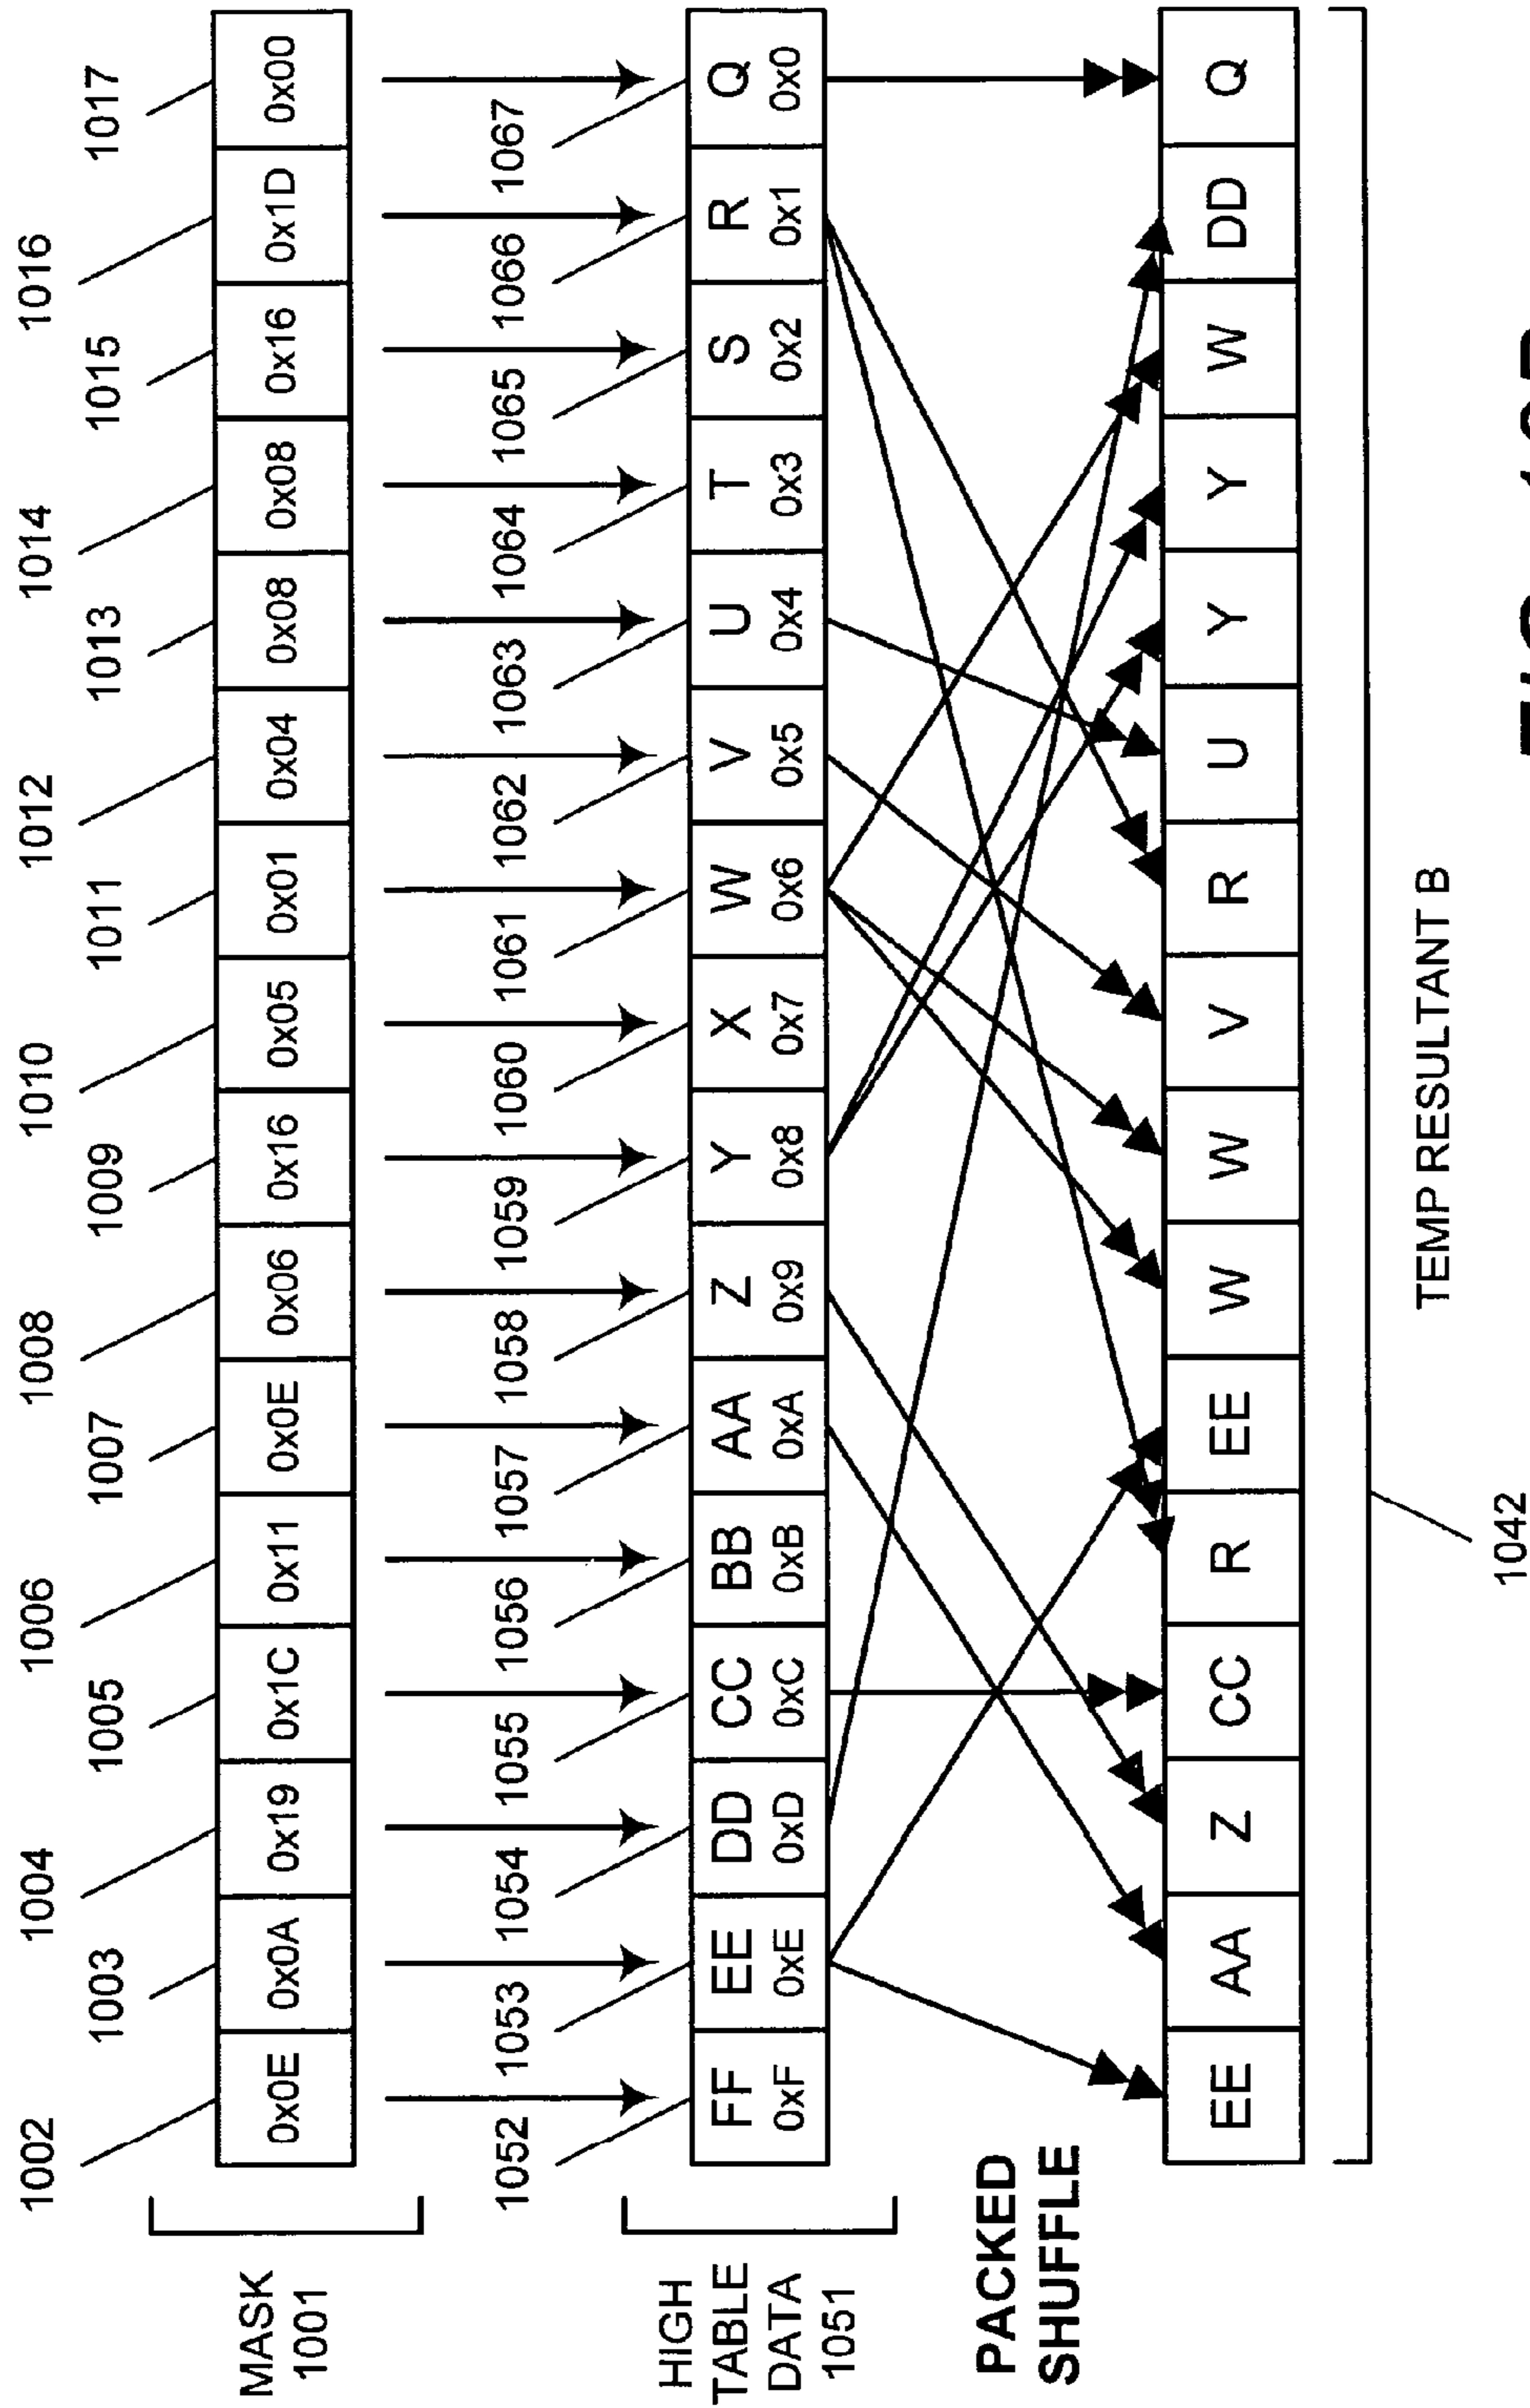 1002 1004 1006 1008 1010 1012 1014 1016
1003 1005 1007 1009 1011 1013 1015 1017
MASK
1001
0x0E 0x0A 0x19 0x1C 0x11 0x0E 0x06 0x16 0x05 0x01 0x04 0x08 0x08 0x16 0x1D 0x00
1052 1053 1054 1055 1056 1057 1058 1059 1060 1061 1062 1063 1064 1065 1066 1067
HIGH
TABLE
DATA
1051
FF EE DD CC BB AA Z Y X W V U T S R Q
0xF 0xE 0xD 0xC 0xB 0xA 0x9 0x8 0x7 0x6 0x5 0x4 0x3 0x2 0x1 0x0
PACKED
SHUFFLE
EE AA Z CC R EE W W V R U Y Y W DD Q
TEMP RESULTANT B
1042